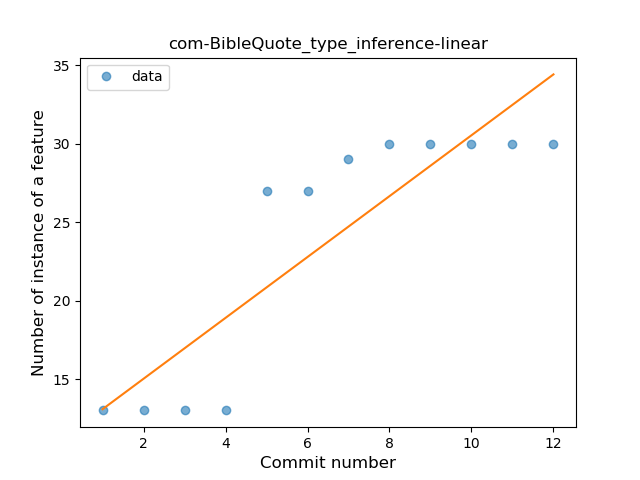 com-BibleQuote_type_inference-linear
data
Number of instance of a feature
35
30
25
20
15
2
4
6
8
10
12
Commit number